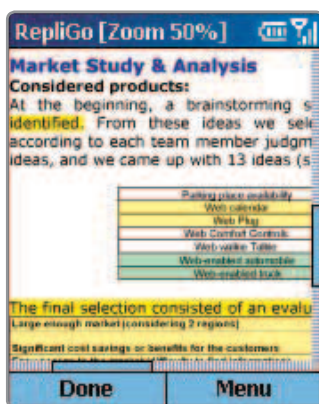 RepliGo [Zoom 50%]
Market Study & Analysis
Considered products:
At the beginning, a brainstorming s
identified. From these ideas we sele
according to each team member judgm
ideas, and we came up with 13 ideas (s
Parking place availability
Web calendar
Web Plug
Web Comfort Controls
Web walkie Talkie
Web-enabled automobile
Web-enabled truck
The final selection consisted of an evalu
Large enough market (considering 2 regions)
Significant cost savings or benefits for the customers
Done Menu